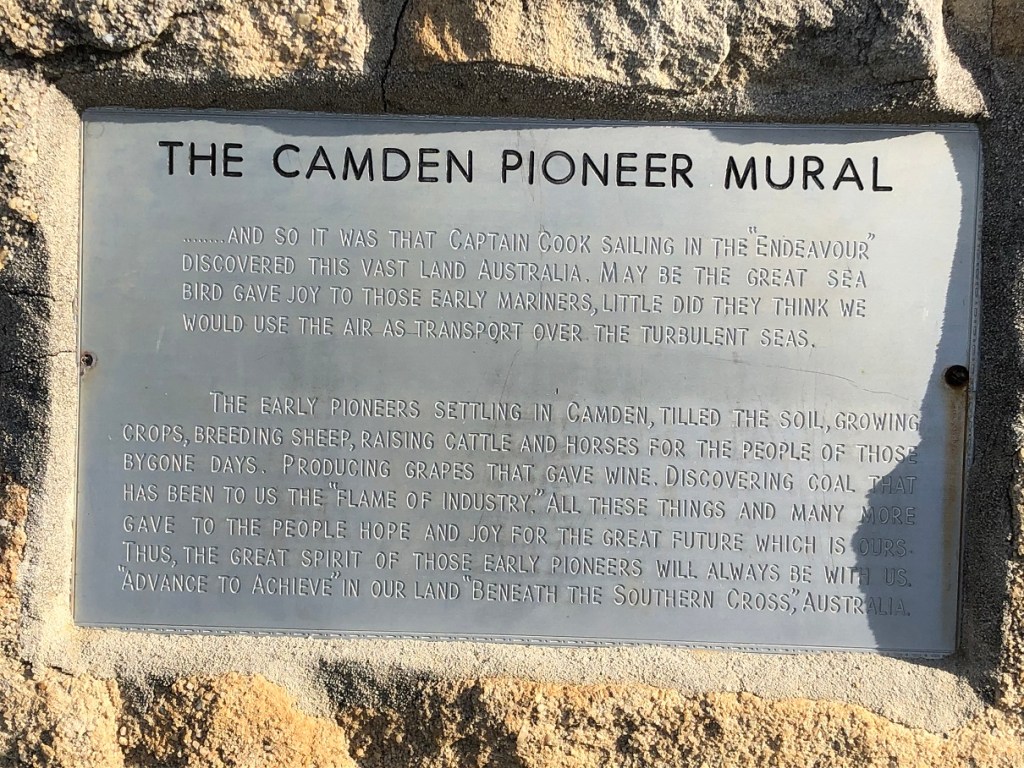 THE CAMDEN PIONEER MURAL
........AND SO IT WAS THAT CAPTAIN COOK SAILING IN THE "ENDEAVOUR"
DISCOVERED THIS VAST LAND AUSTRALIA. MAY BE THE GREAT SEA
BIRD GAVE JOY TO THOSE EARLY MARINERS, LITTLE DID THEY THINK WE
WOULD USE THE AIR AS TRANSPORT OVER THE TURBULENT SEAS.
THE EARLY PIONEERS SETTLING IN CAMDEN, TILLED THE SOIL, GROWING
CROPS, BREEDING SHEEP, RAISING CATTLE AND HORSES FOR THE PEOPLE OF THOSE
BYGONE DAYS. PRODUCING GRAPES THAT GAVE WINE. DISCOVERING COAL THAT
HAS BEEN TO US THE "FLAME OF INDUSTRY." ALL THESE THINGS AND MANY MORE
GAVE TO THE PEOPLE HOPE AND JOY FOR THE GREAT FUTURE WHICH IS OURS.
THUS, THE GREAT SPIRIT OF THOSE EARLY PIONEERS WILL ALWAYS BE WITH US.
"ADVANCE TO ACHIEVE" IN OUR LAND "BENEATH THE SOUTHERN CROSS", AUSTRALIA.